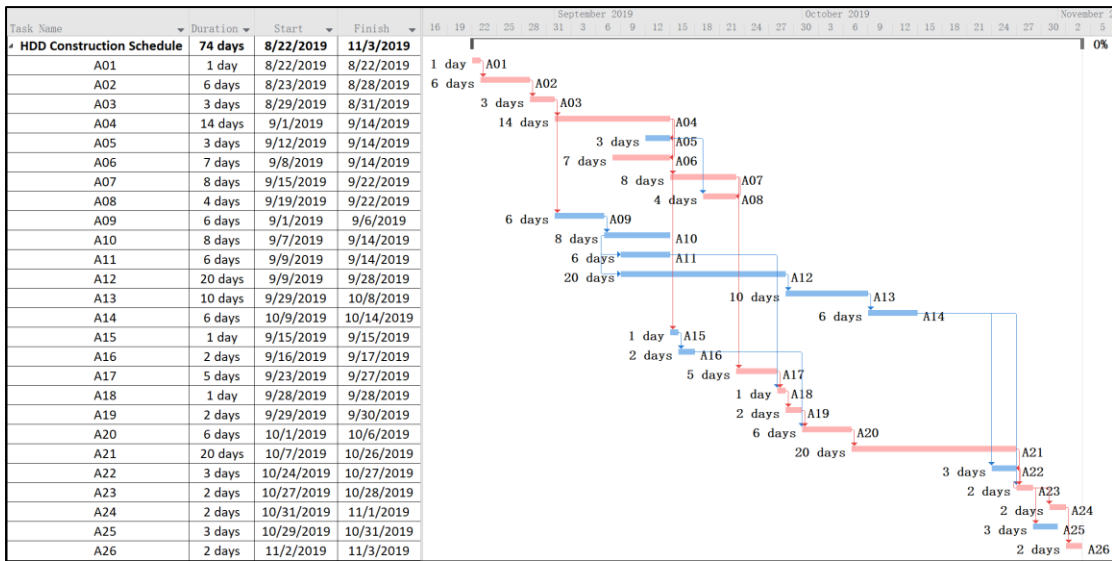 September 2019 October 2019 November 2
Task Name Duration Start Finish 16 19 22 25 28 31 3 6 9 12 15 18 21 24 27 30 3 6 9 12 15 18 21 24 27 30 2 5
HDD Construction Schedule 74 days 8/22/2019 11/3/2019 0%
A01 1 day 8/22/2019 8/22/2019 1 day A01
A02 6 days 8/23/2019 8/28/2019 6 days A02
A03 3 days 8/29/2019 8/31/2019 3 days A03
A04 14 days 9/1/2019 9/14/2019 14 days A04
A05 3 days 9/12/2019 9/14/2019 3 days A05
A06 7 days 9/8/2019 9/14/2019 7 days A06
A07 8 days 9/15/2019 9/22/2019 8 days A07
A08 4 days 9/19/2019 9/22/2019 4 days A08
A09 6 days 9/1/2019 9/6/2019 6 days A09
A10 8 days 9/7/2019 9/14/2019 8 days A10
A11 6 days 9/9/2019 9/14/2019 6 days A11
A12 20 days 9/9/2019 9/28/2019 20 days A12
A13 10 days 9/29/2019 10/8/2019 10 days A13
A14 6 days 10/9/2019 10/14/2019 6 days A14
A15 1 day 9/15/2019 9/15/2019 1 day A15
A16 2 days 9/16/2019 9/17/2019 2 days A16
A17 5 days 9/23/2019 9/27/2019 5 days A17
A18 1 day 9/28/2019 9/28/2019 1 day A18
A19 2 days 9/29/2019 9/30/2019 2 days A19
A20 6 days 10/1/2019 10/6/2019 6 days A20
A21 20 days 10/7/2019 10/26/2019 20 days A21
A22 3 days 10/24/2019 10/27/2019 3 days A22
A23 2 days 10/27/2019 10/28/2019 2 days A23
A24 2 days 10/31/2019 11/1/2019 2 days A24
A25 3 days 10/29/2019 10/31/2019 3 days A25
A26 2 days 11/2/2019 11/3/2019 2 days A26